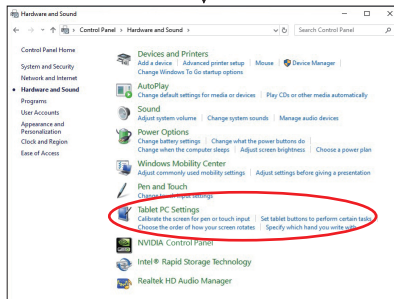 Hardware and Sound
Control Panel > Hardware and Sound >
Search Control Panel
Control Panel Home
System and Security
Network and Internet
Hardware and Sound
Programs
User Accounts
Appearance and
Personalization
Clock and Region
Ease of Access
Devices and Printers
Add a device | Advanced printer setup | Mouse | Device Manager |
Change Windows To Go startup options
AutoPlay
Change default settings for media or devices | Play CDs or other media automatically
Sound
Adjust system volume | Change system sounds | Manage audio devices
Power Options
Change battery settings | Change what the power buttons do |
Change when the computer sleeps | Adjust screen brightness | Choose a power plan
Windows Mobility Center
Adjust commonly used mobility settings | Adjust settings before giving a presentation
Pen and Touch
Change touch input settings
Tablet PC Settings
Calibrate the screen for pen or touch input | Set tablet buttons to perform certain tasks
Choose the order of how your screen rotates | Specify which hand you write with
NVIDIA Control Panel
Intel® Rapid Storage Technology
Realtek HD Audio Manager